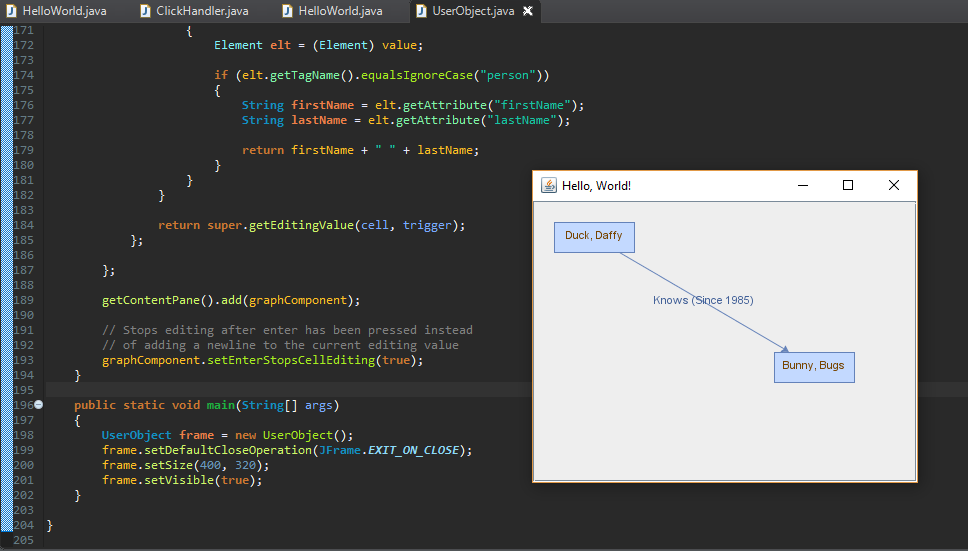 HelloWorld.java ClickHandler.java HelloWorld.java UserObject.java
171 {
172 Element elt = (Element) value;
173
174 if (elt.getTagName().equalsIgnoreCase("person"))
175 {
176 String firstName = elt.getAttribute("firstName");
177 String lastName = elt.getAttribute("lastName");
178
179 return firstName + " " + lastName;
180 }
181 }
182 }
183
184 return super.getEditingValue(cell, trigger);
185 };
186
187 };
188
189 getContentPane().add(graphComponent);
190
191 // Stops editing after enter has been pressed instead
192 // of adding a newline to the current editing value
193 graphComponent.setEnterStopsCellEditing(true);
194 }
195
196 public static void main(String[] args)
197 {
198 UserObject frame = new UserObject();
199 frame.setDefaultCloseOperation(JFrame.EXIT_ON_CLOSE);
200 frame.setSize(400, 320);
201 frame.setVisible(true);
202 }
203
204 }
205
Hello, World!
Duck, Daffy
Knows (Since 1985)
Bunny, Bugs